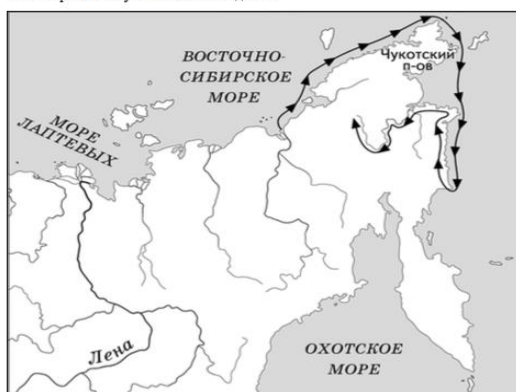 ВОСТОЧНО-
СИБИРСКОЕ
МОРЕ
Чукотский
п-ов
МОРЕ
ЛАПТЕВЫХ
Лена
ОХОТСКОЕ
МОРЕ